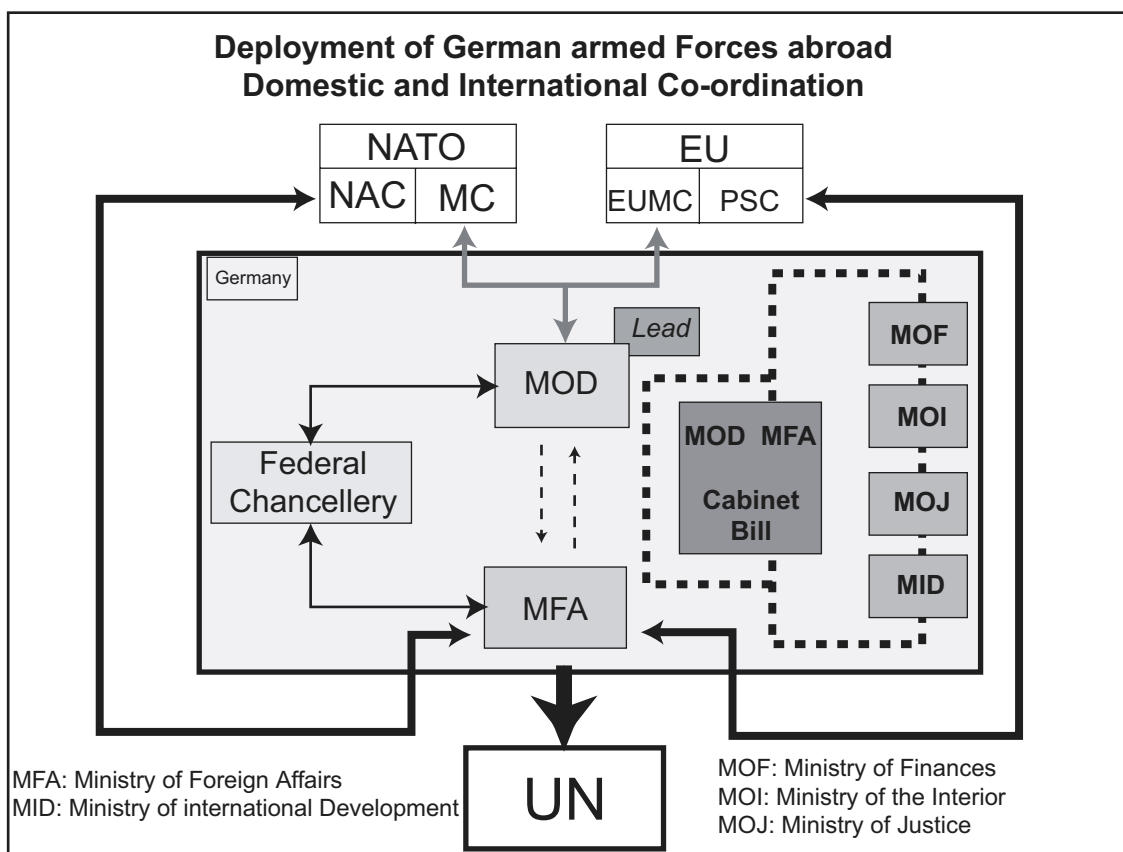 Deployment of German armed Forces abroad
Domestic and International Co-ordination
NATO
NAC MC
EU
EUMC PSC
Germany
Lead
MOD
Federal
Chancellery
MFA
MOD MFA
Cabinet
Bill
MOF
MOI
MOJ
MID
UN
MFA: Ministry of Foreign Affairs
MID: Ministry of international Development
MOF: Ministry of Finances
MOI: Ministry of the Interior
MOJ: Ministry of Justice